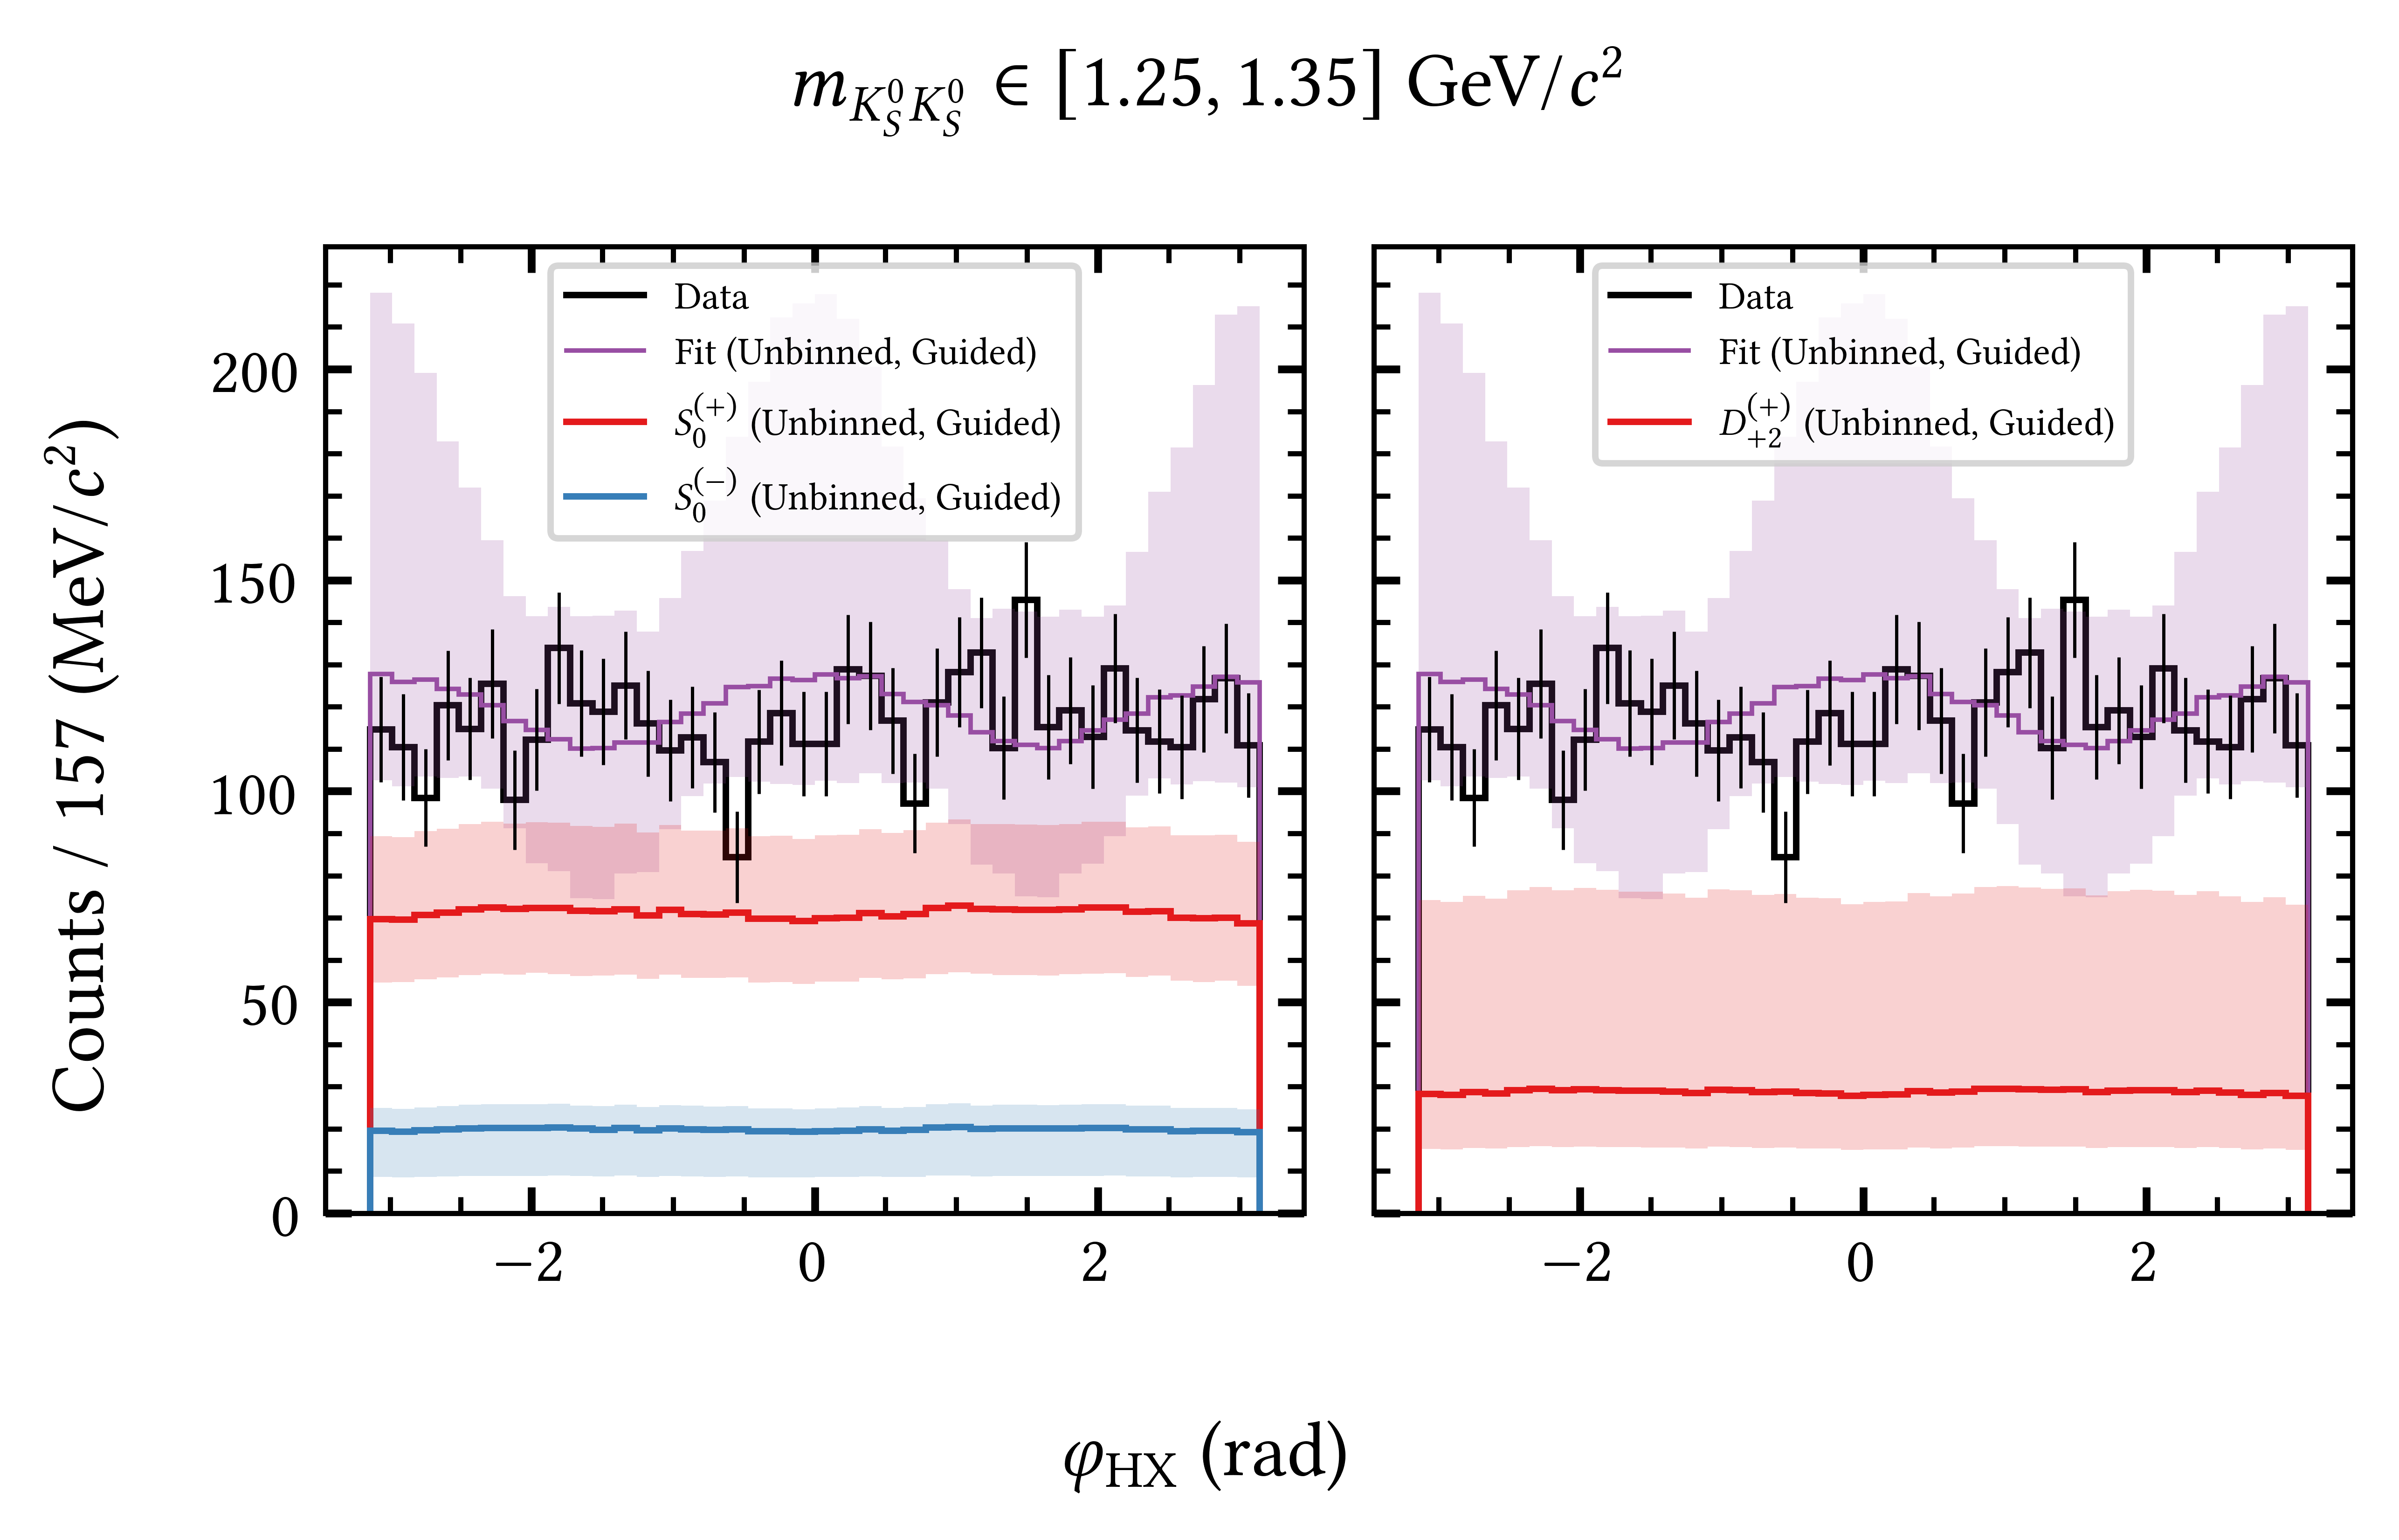 m_{K_S^0 K_S^0} ∈ [1.25, 1.35] GeV/c²
Counts / 157 (MeV/c²)
200
150
100
50
0
Data
Fit (Unbinned, Guided)
S_0^{(+)} (Unbinned, Guided)
S_0^{(−)} (Unbinned, Guided)
−2 0 2
Data
Fit (Unbinned, Guided)
D_{+2}^{(+)} (Unbinned, Guided)
−2 0 2
φ_{HX} (rad)